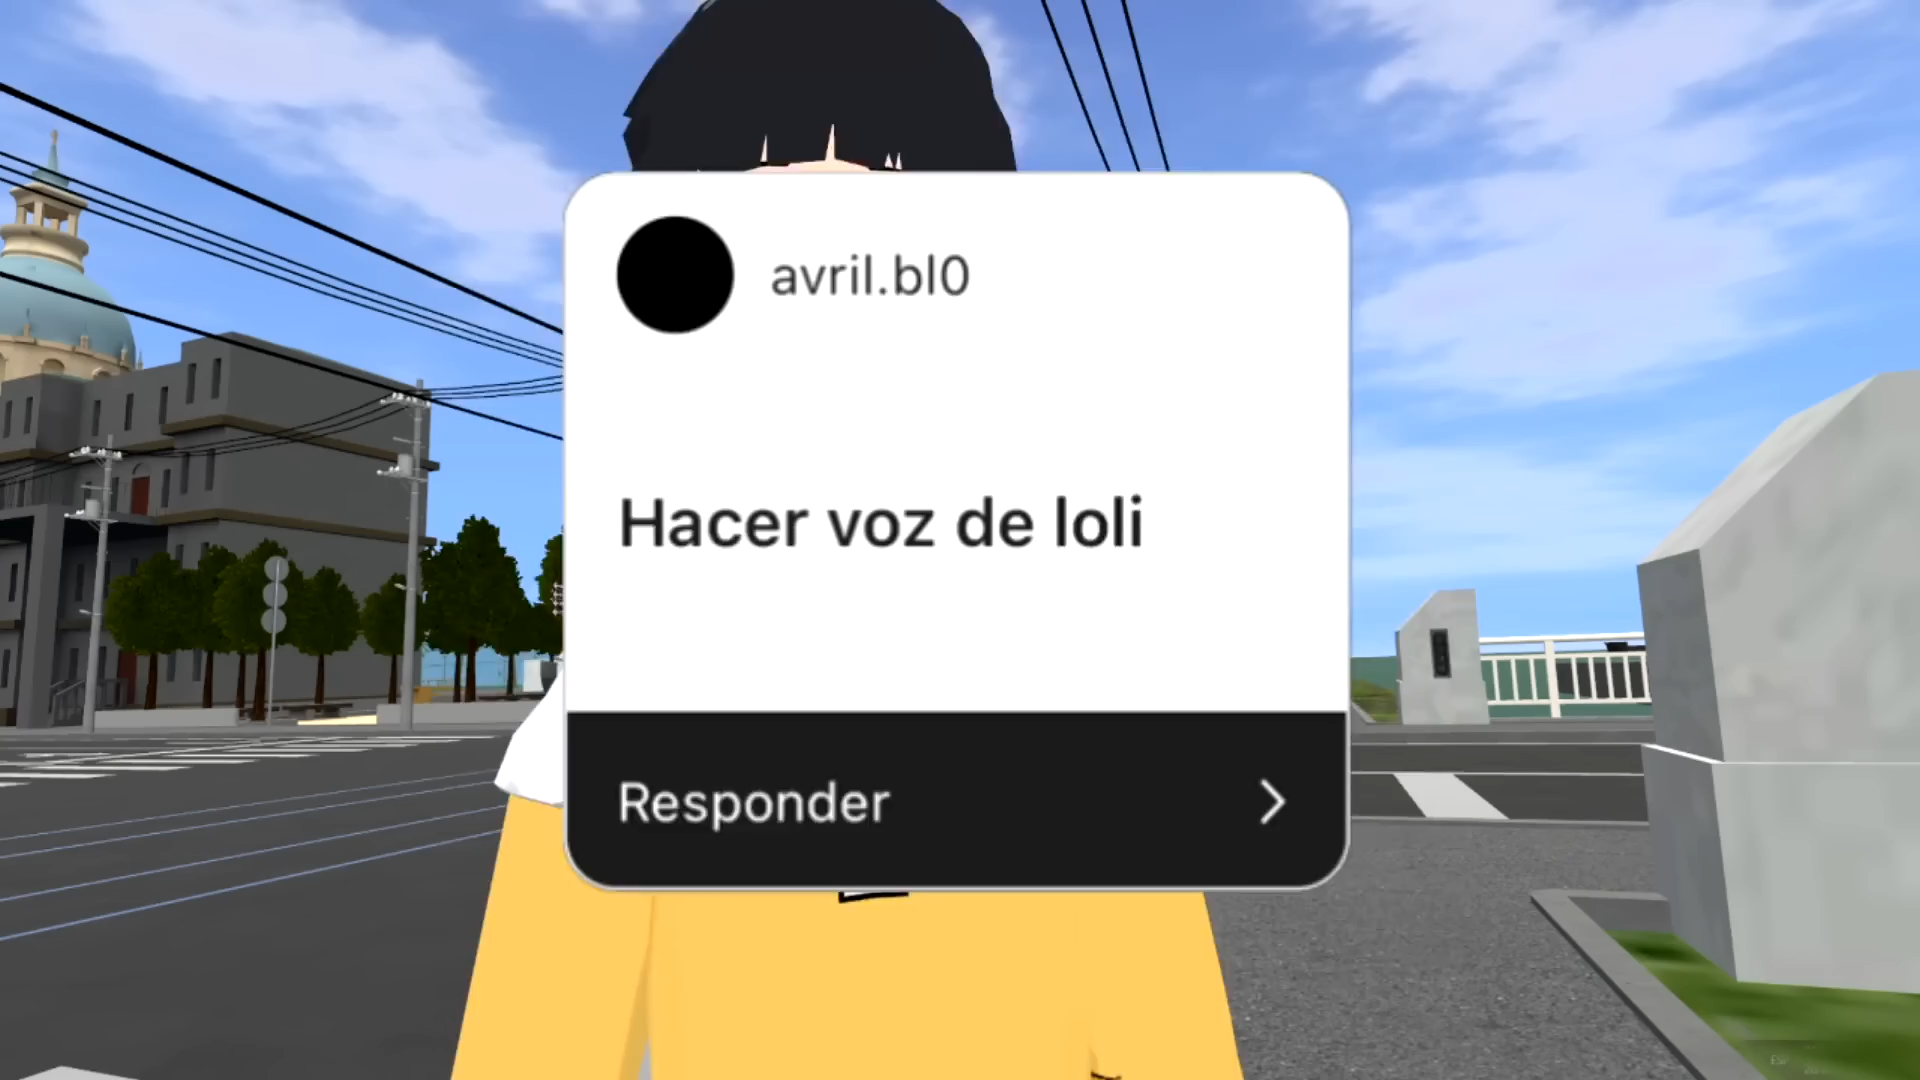 avril.bl0
Hacer voz de loli
Responder